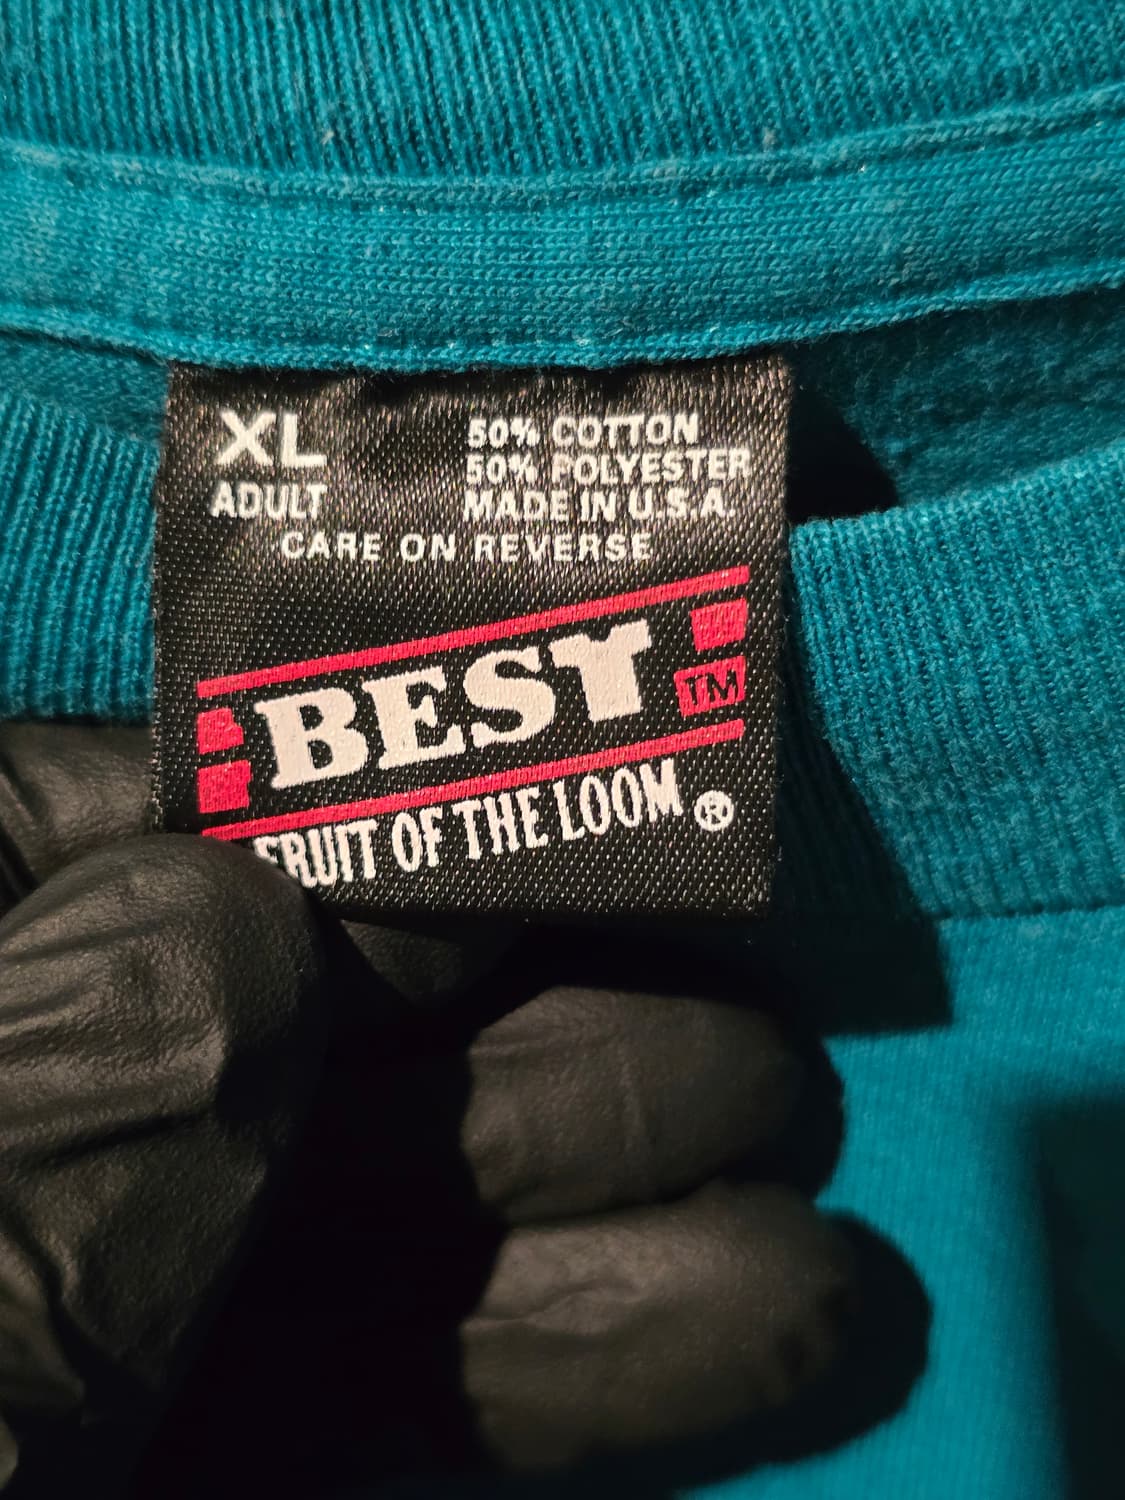 XL
ADULT
50% COTTON
50% POLYESTER
MADE IN U.S.A.
CARE ON REVERSE
BEST
TM
FRUIT OF THE LOOM ®